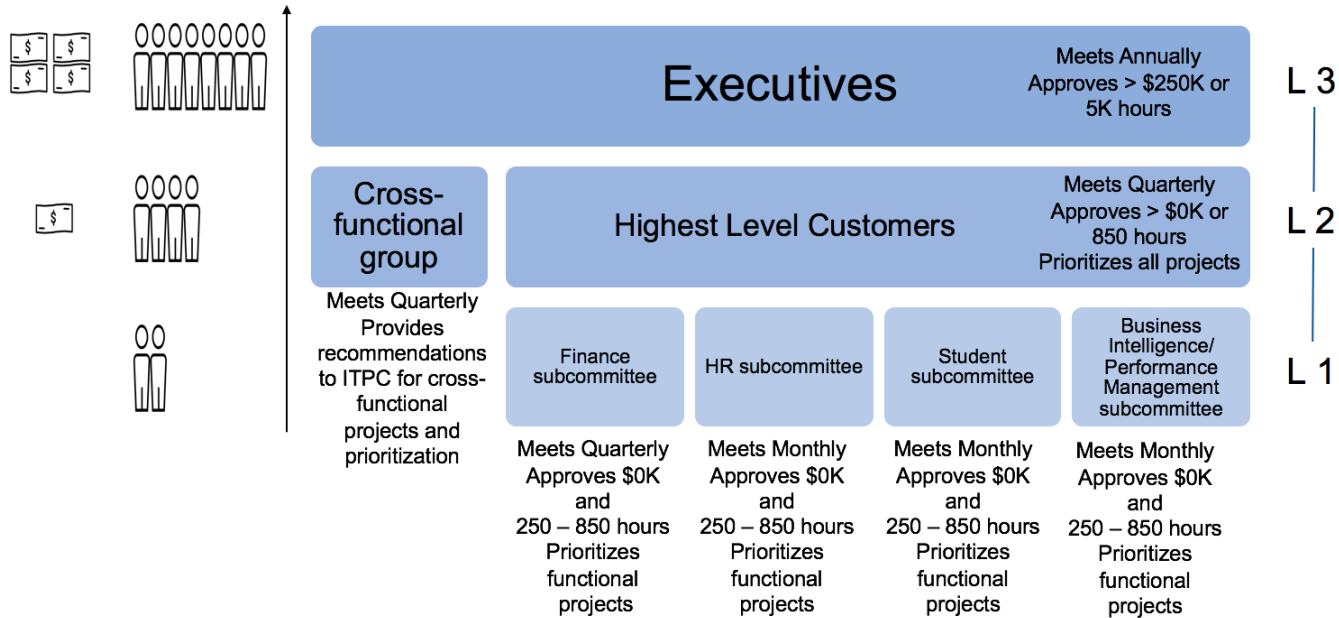 $ $
$ $
Executives
Meets Annually
Approves > $250K or
5K hours
L 3
$
Cross-
functional
group
Highest Level Customers
Meets Quarterly
Approves > $0K or
850 hours
Prioritizes all projects
L 2
Meets Quarterly
Provides
recommendations
to ITPC for cross-
functional
projects and
prioritization
Finance
subcommittee
HR subcommittee
Student
subcommittee
Business
Intelligence/
Performance
Management
subcommittee
L 1
Meets Quarterly
Approves $0K
and
250 – 850 hours
Prioritizes
functional
projects
Meets Monthly
Approves $0K
and
250 – 850 hours
Prioritizes
functional
projects
Meets Monthly
Approves $0K
and
250 – 850 hours
Prioritizes
functional
projects
Meets Monthly
Approves $0K
and
250 – 850 hours
Prioritizes
functional
projects